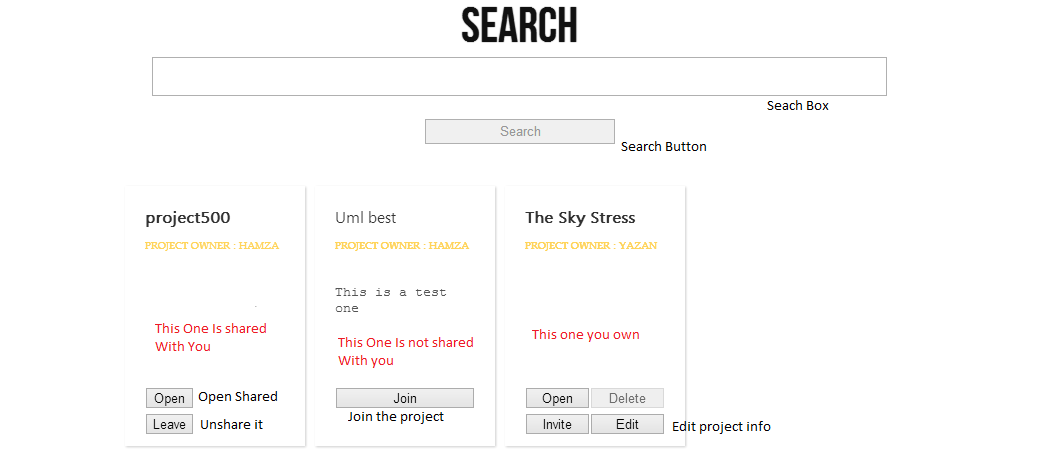 SEARCH
Seach Box
Search
Search Button
project500
PROJECT OWNER : HAMZA
This One Is shared
With You
Open Open Shared
Leave Unshare it
Uml best
PROJECT OWNER : HAMZA
This is a test
one
This One Is not shared
With you
Join
Join the project
The Sky Stress
PROJECT OWNER : YAZAN
This one you own
Open Delete
Invite Edit Edit project info